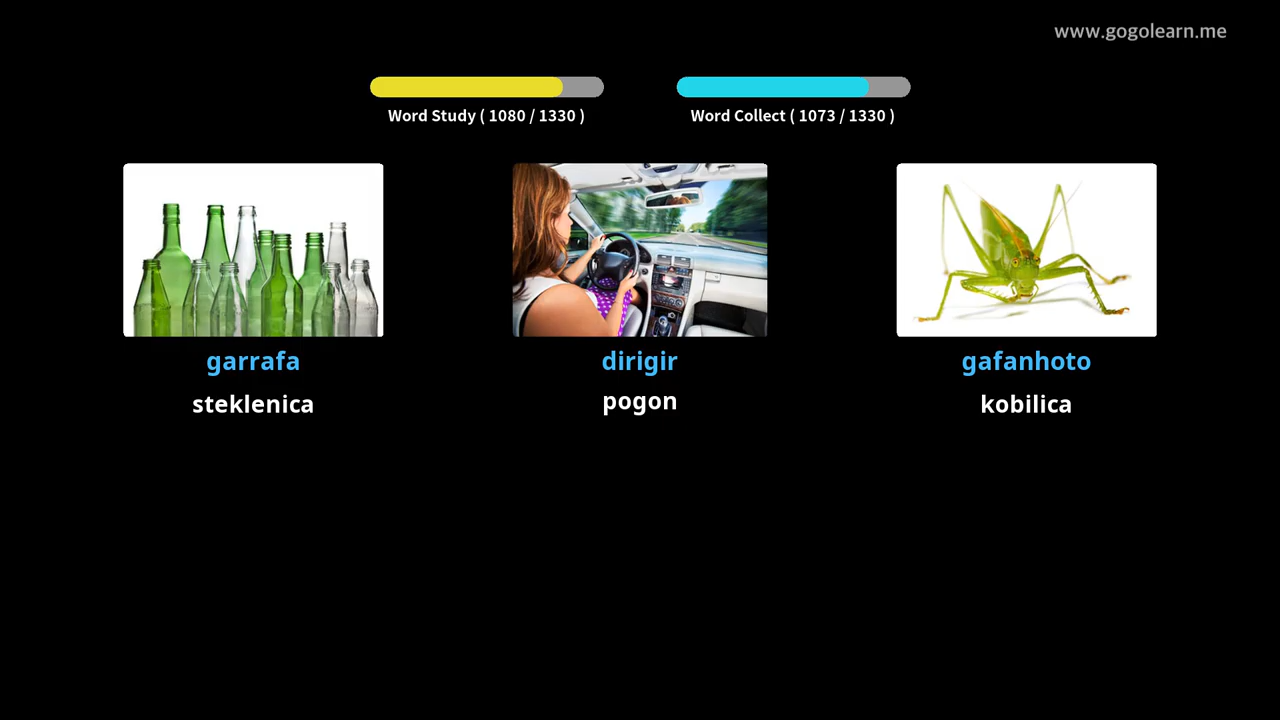 www.gogolearn.me
Word Study ( 1080 / 1330 )
Word Collect ( 1073 / 1330 )
garrafa
dirigir
gafanhoto
steklenica
pogon
kobilica